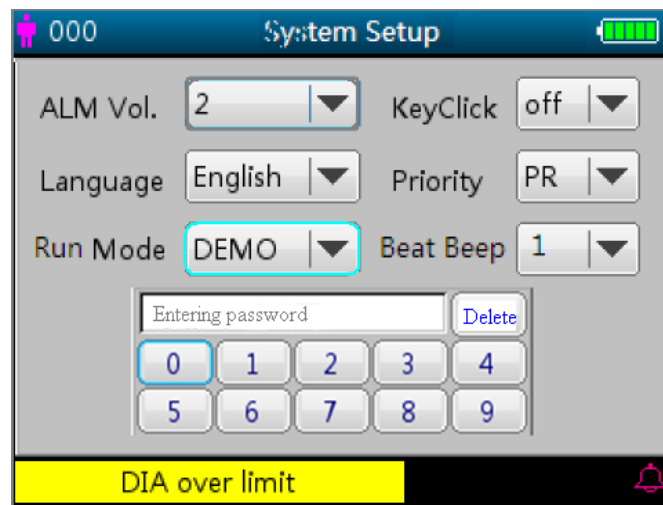 000 System Setup
ALM Vol. 2 KeyClick off
Language English Priority PR
Run Mode DEMO Beat Beep 1
Entering password Delete
0 1 2 3 4
5 6 7 8 9
DIA over limit